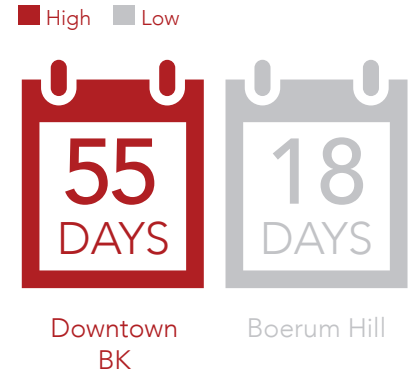 High Low
55
DAYS
18
DAYS
Downtown
BK
Boerum Hill